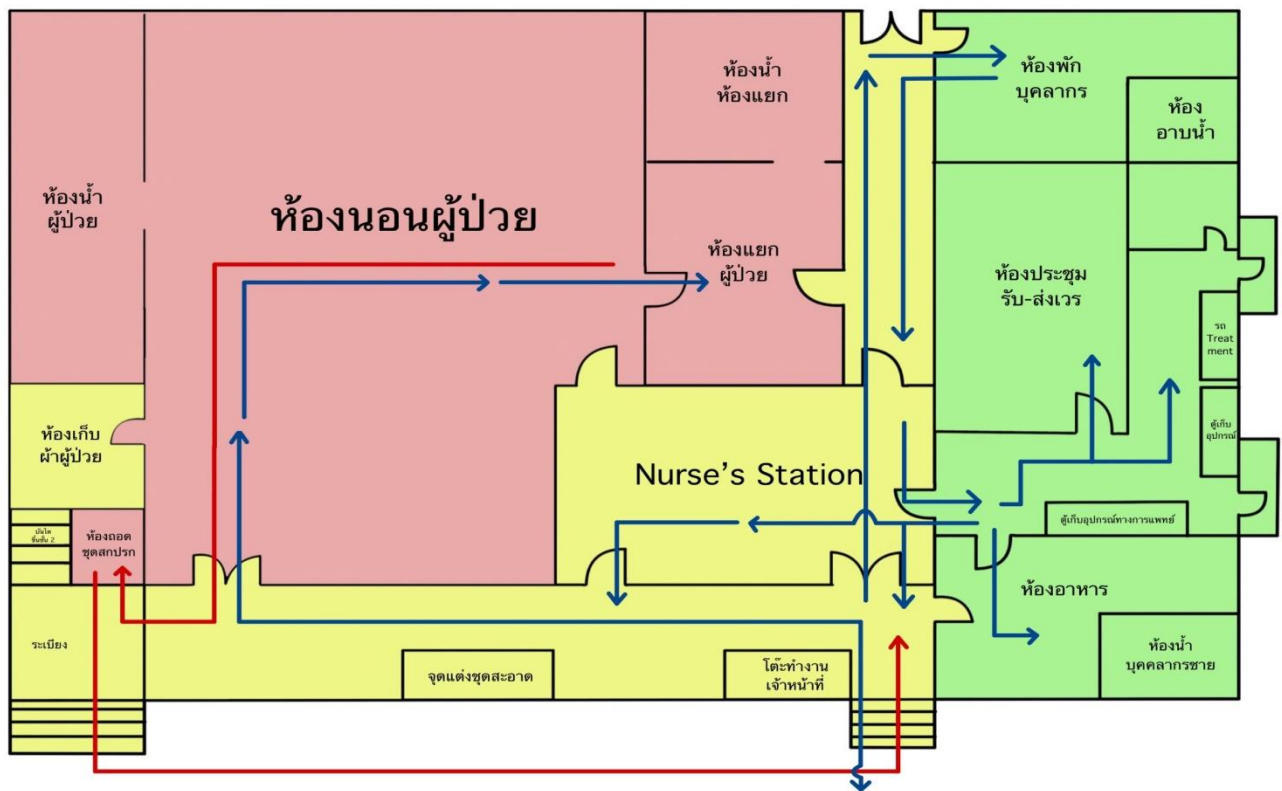 ห้องน้ำ
ห้องแยก
ห้องพัก
บุคลากร
ห้อง
อาบน้ำ
ห้องน้ำ
ผู้ป่วย
ห้องนอนผู้ป่วย
ห้องแยก
ผู้ป่วย
ห้องประชุม
รับ-ส่งเวร
รถ
Treat
ment
ห้องเก็บ
ผ้าผู้ป่วย
ตู้เก็บ
อุปกรณ์
Nurse's Station
บันได
ขึ้นชั้น 2
ห้องถอด
ชุดสกปรก
ตู้เก็บอุปกรณ์ทางการแพทย์
ห้องอาหาร
ระเบียง
จุดแต่งชุดสะอาด
โต๊ะทำงาน
เจ้าหน้าที่
ห้องน้ำ
บุคคลากรชาย